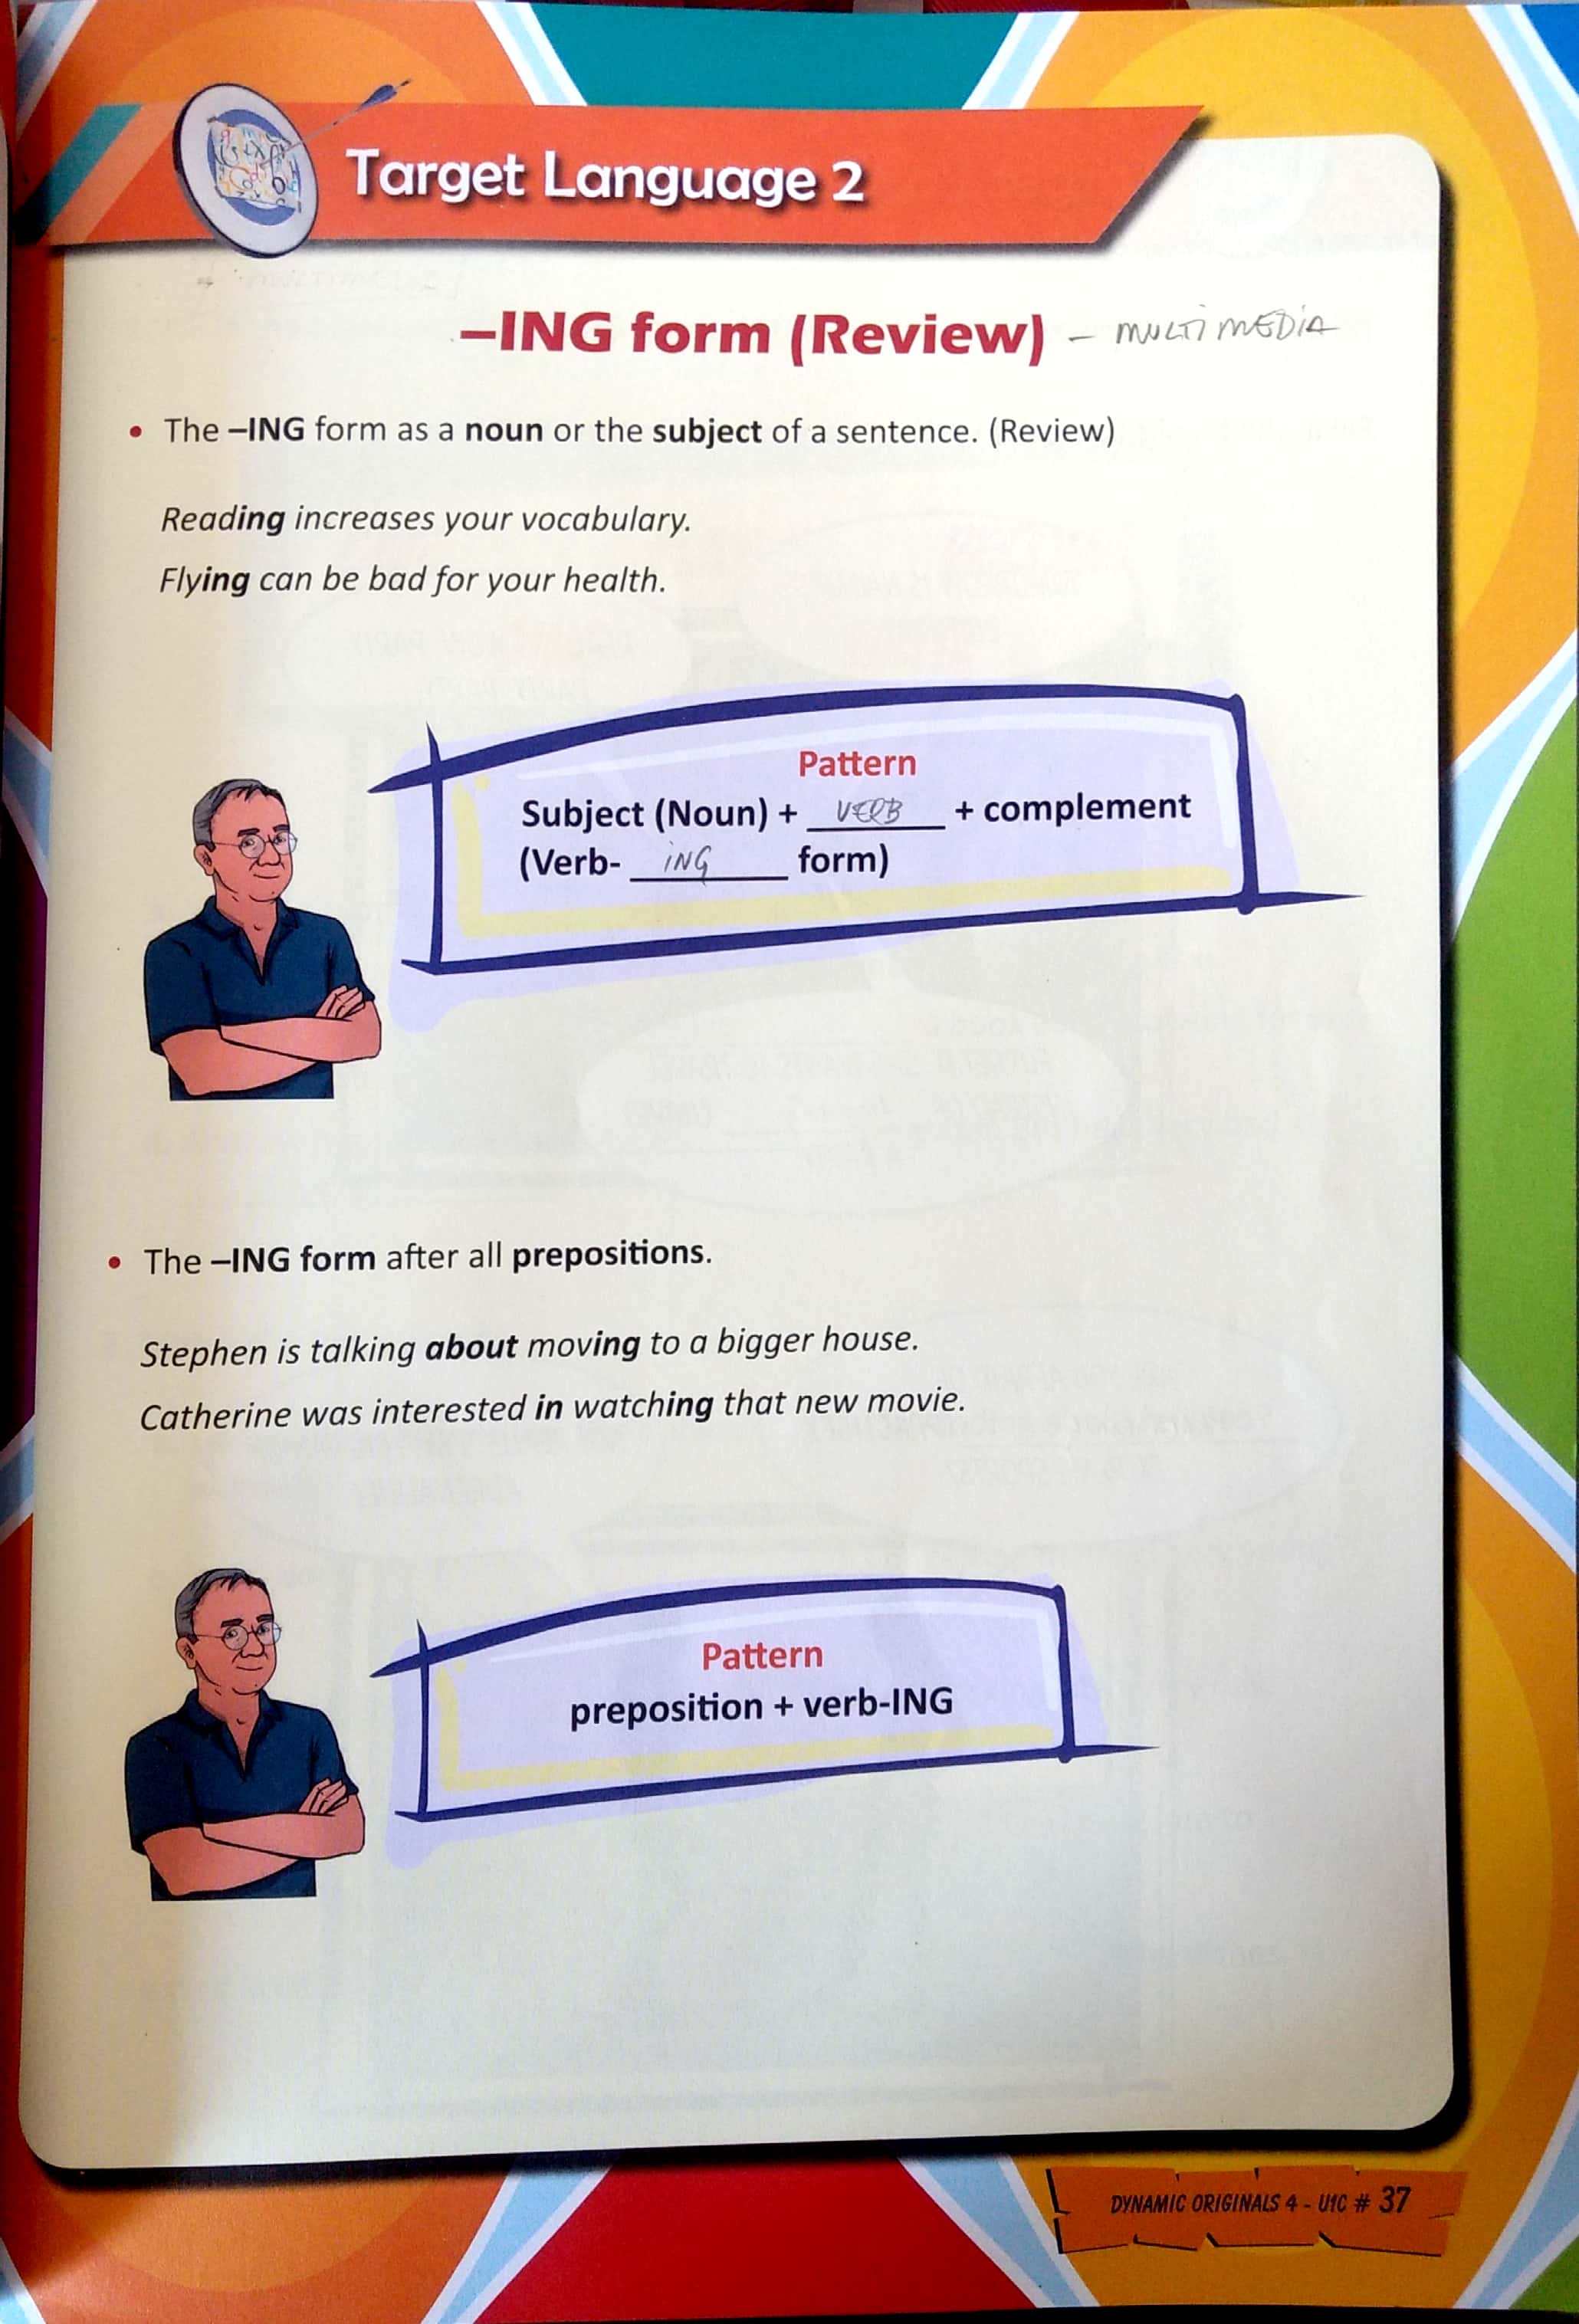 Target Language 2
–ING form (Review) – MULTIMEDIA
• The –ING form as a noun or the subject of a sentence. (Review)
Reading increases your vocabulary.
Flying can be bad for your health.
Pattern
Subject (Noun) + VERB + complement
(Verb- ING form)
• The –ING form after all prepositions.
Stephen is talking about moving to a bigger house.
Catherine was interested in watching that new movie.
Pattern
preposition + verb-ING
DYNAMIC ORIGINALS 4 - U1C # 37